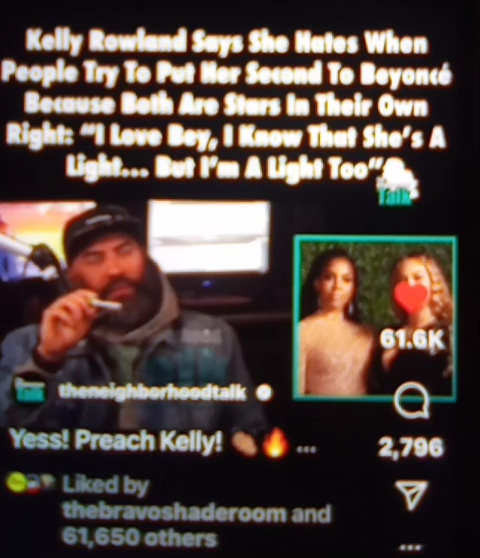 Kelly Rowland Says She Hates When
People Try To Put Her Second To Beyoncé
Because Both Are Stars In Their Own
Right: “I Love Bey, I Know That She’s A
Light... But I’m A Light Too”
Talk
61.6K
Talk
theneighborhoodtalk
Yess! Preach Kelly! 👏🏽🔥 ...
2,796
Liked by
thebravoshaderoom and
61,650 others
...